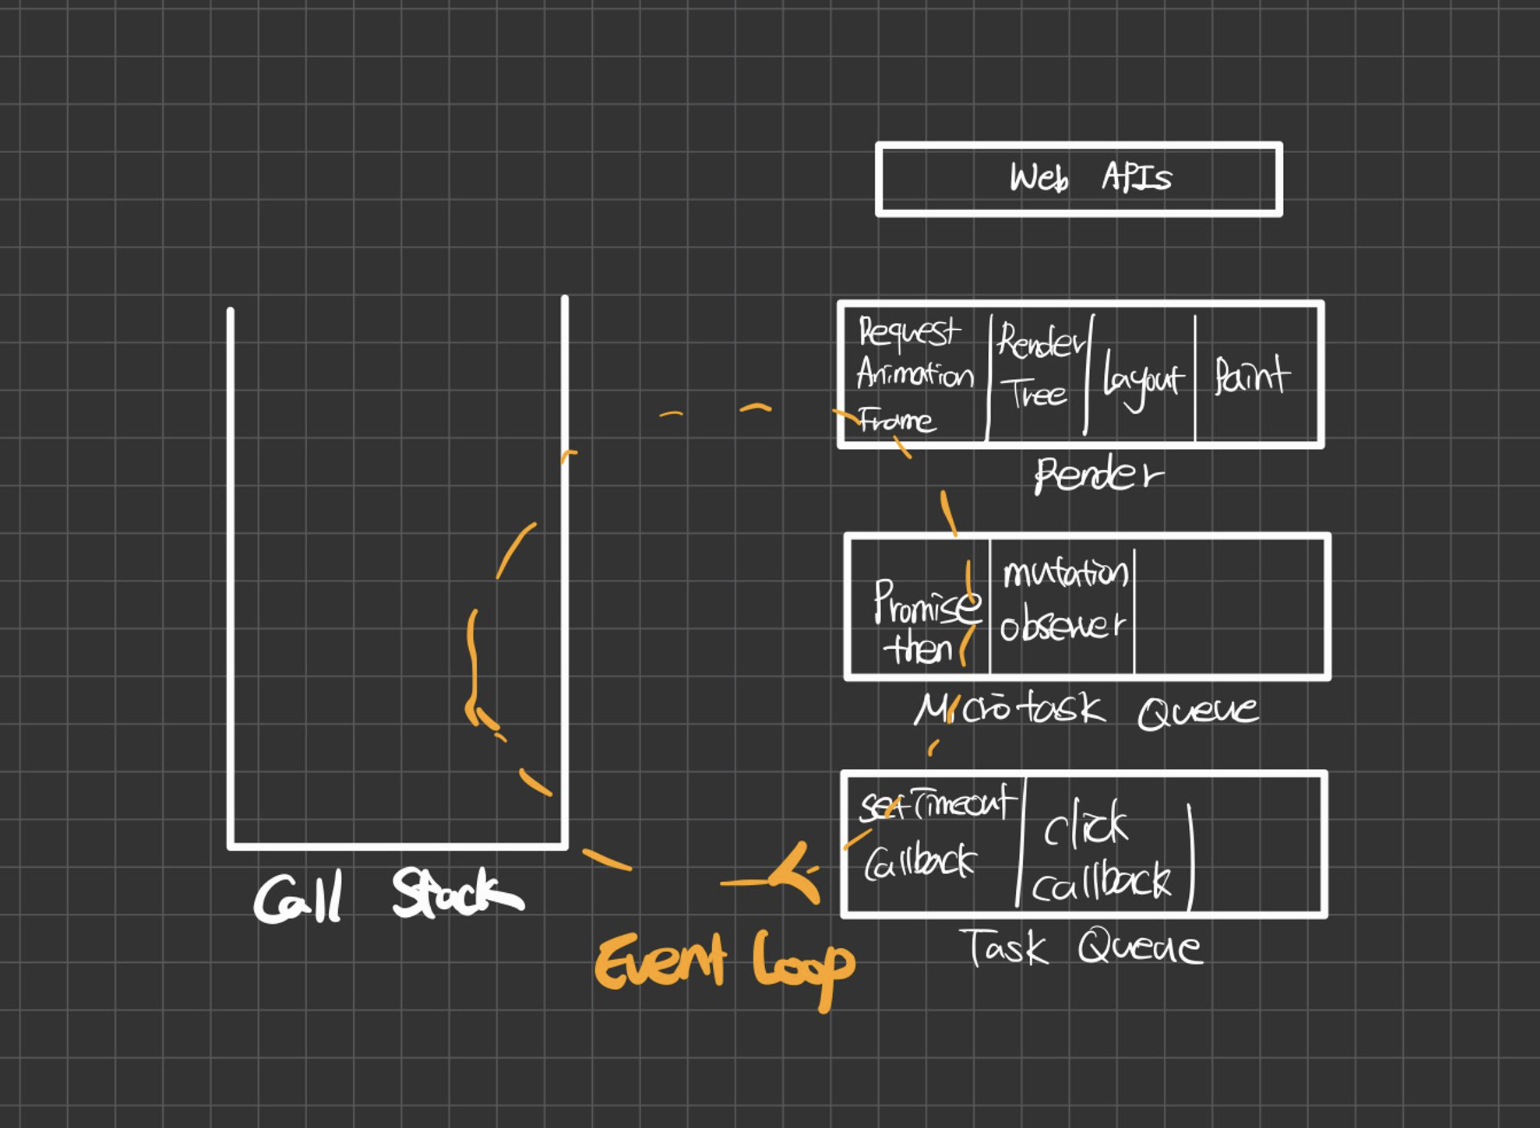 Web APIs
Request
Animation
Frame
Render
Tree
Layout
Paint
Render
Promise
then
mutation
observer
Microtask Queue
setTimeout
Callback
click
callback
Task Queue
Call Stack
Event Loop